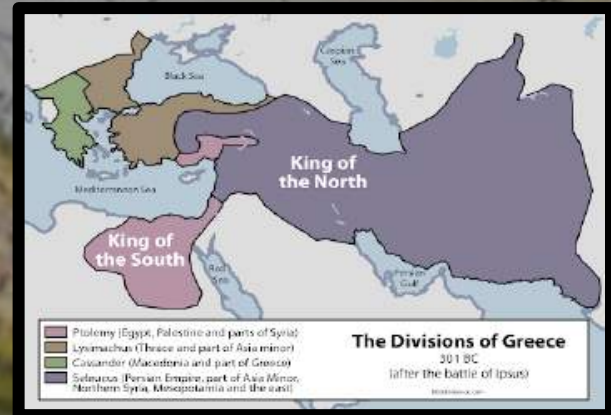 Black Sea
Caspian
Sea
Mediterranean Sea
King of
the North
King of
the South
Red
Sea
Persian
Gulf
Ptolemy (Egypt, Palestine and parts of Syria)
Lysimachus (Thrace and part of Asia minor)
Cassander (Macedonia and part of Greece)
Seleucus (Persian Empire, part of Asia Minor,
Northern Syria, Mesopotamia and the east)
The Divisions of Greece
301 BC
(after the battle of Ipsus)